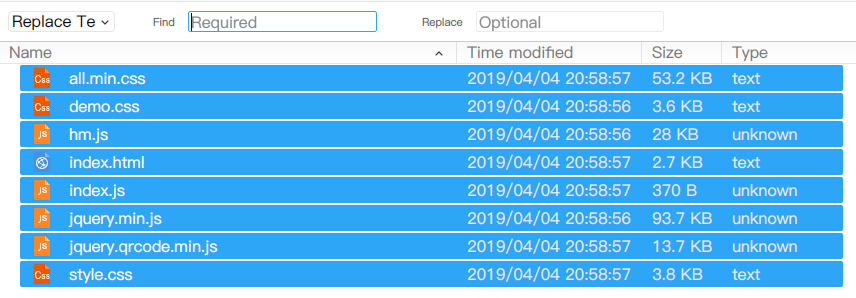 Replace Te Find Required Replace Optional
Name Time modified Size Type
Css all.min.css 2019/04/04 20:58:57 53.2 KB text
Css demo.css 2019/04/04 20:58:56 3.6 KB text
JS hm.js 2019/04/04 20:58:56 28 KB unknown
index.html 2019/04/04 20:58:57 2.7 KB text
JS index.js 2019/04/04 20:58:57 370 B unknown
JS jquery.min.js 2019/04/04 20:58:56 93.7 KB unknown
JS jquery.qrcode.min.js 2019/04/04 20:58:57 13.7 KB unknown
Css style.css 2019/04/04 20:58:57 3.8 KB text